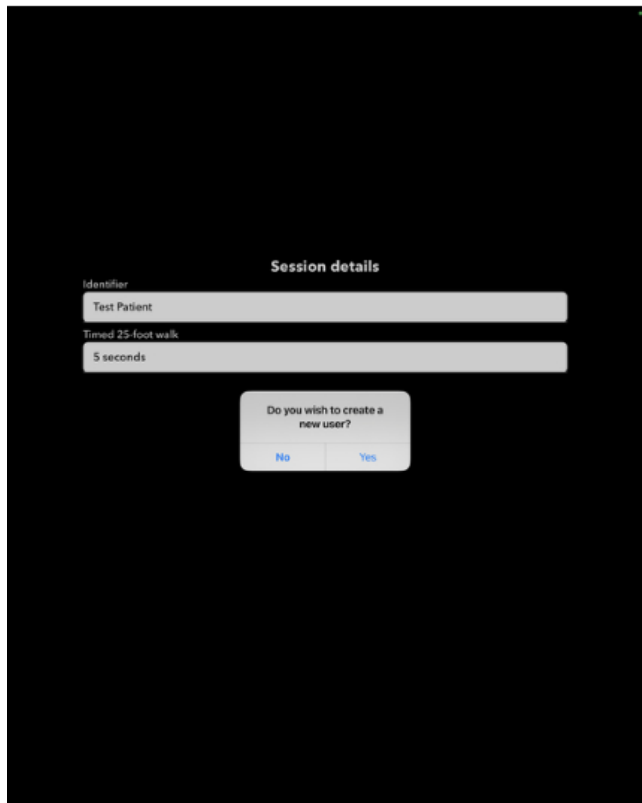 Session details
Identifier
Test Patient
Timed 25-foot walk
5 seconds
Do you wish to create a
new user?
No Yes